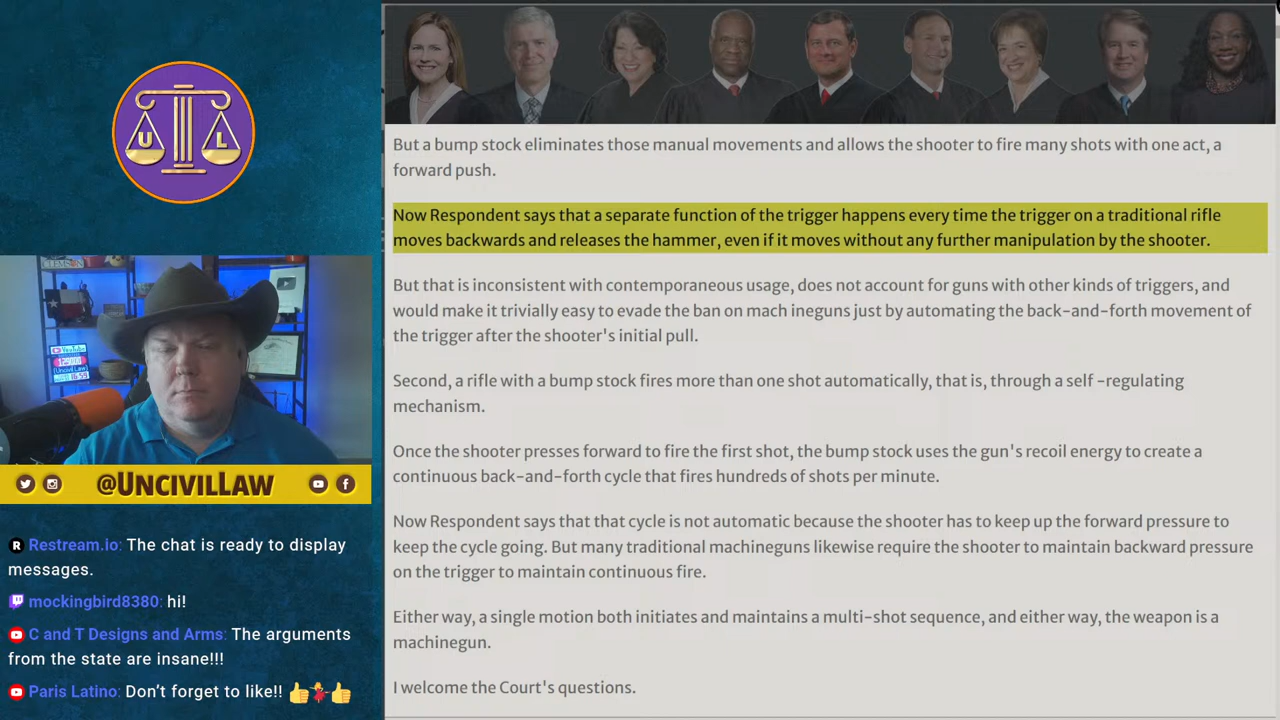 U L
YouTube
125000
Uncivil Law
16:59
@UNCIVILLAW
Restream.io: The chat is ready to display
messages.
mockingbird8380: hi!
C and T Designs and Arms: The arguments
from the state are insane!!!
Paris Latino: Don’t forget to like!! 👍💃👍
But a bump stock eliminates those manual movements and allows the shooter to fire many shots with one act, a
forward push.
Now Respondent says that a separate function of the trigger happens every time the trigger on a traditional rifle
moves backwards and releases the hammer, even if it moves without any further manipulation by the shooter.
But that is inconsistent with contemporaneous usage, does not account for guns with other kinds of triggers, and
would make it trivially easy to evade the ban on mach ineguns just by automating the back-and-forth movement of
the trigger after the shooter's initial pull.
Second, a rifle with a bump stock fires more than one shot automatically, that is, through a self -regulating
mechanism.
Once the shooter presses forward to fire the first shot, the bump stock uses the gun's recoil energy to create a
continuous back-and-forth cycle that fires hundreds of shots per minute.
Now Respondent says that that cycle is not automatic because the shooter has to keep up the forward pressure to
keep the cycle going. But many traditional machineguns likewise require the shooter to maintain backward pressure
on the trigger to maintain continuous fire.
Either way, a single motion both initiates and maintains a multi-shot sequence, and either way, the weapon is a
machinegun.
I welcome the Court's questions.